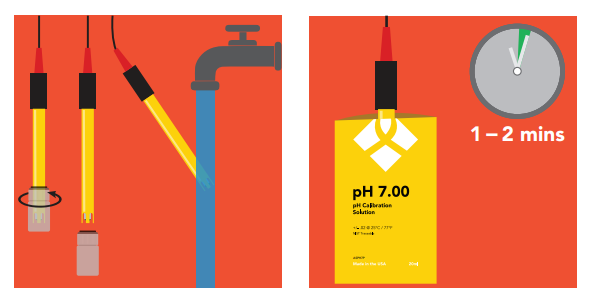 1 – 2 mins
pH 7.00
pH Calibration
Solution
Made in the USA